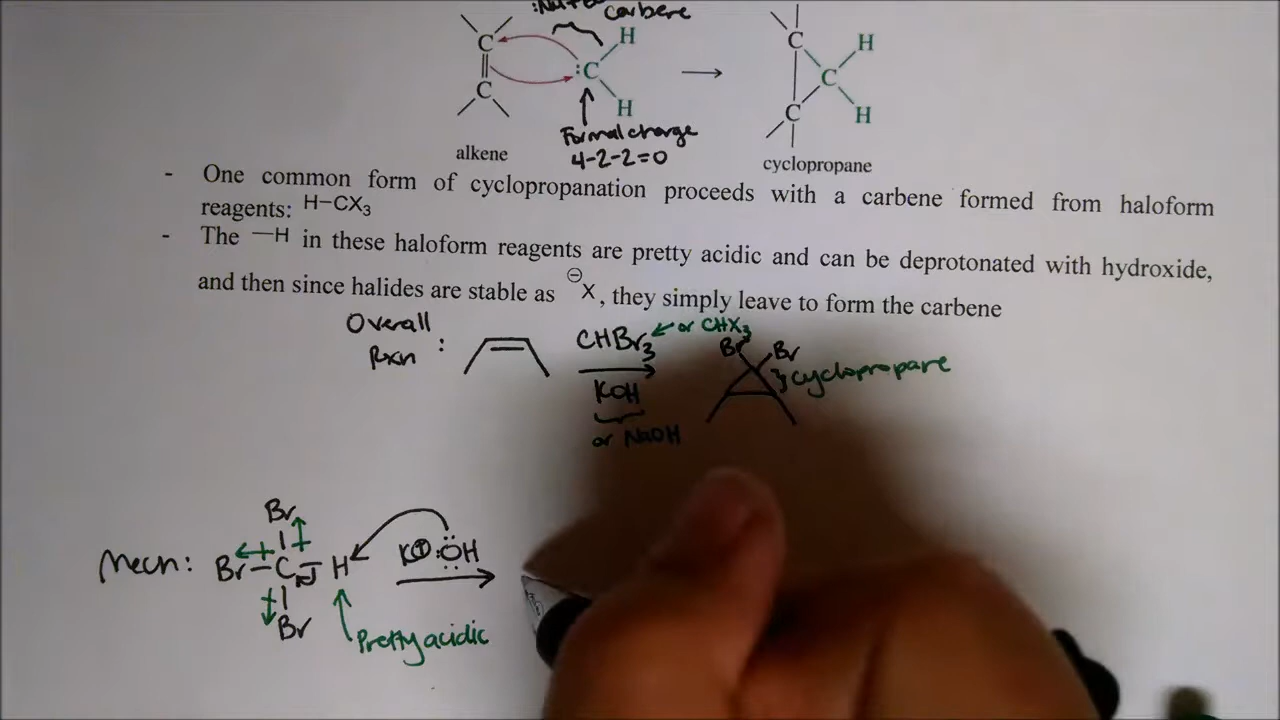 carbene
H
C
C
:C
C
H
C
H
C
H
Formal charge
4-2-2=0
C
H
alkene
cyclopropane
- One common form of cyclopropanation proceeds with a carbene formed from haloform
reagents: H-CX3
- The —H in these haloform reagents are pretty acidic and can be deprotonated with hydroxide,
and then since halides are stable as ⊖X, they simply leave to form the carbene
Overall
Rxn :
CHBr3 ← or CHX3
KOH
or NaOH
Br Br
} cyclopropare
Mech:
Br
Br-C-H
Br
K⊕ :ÖH
Pretty acidic